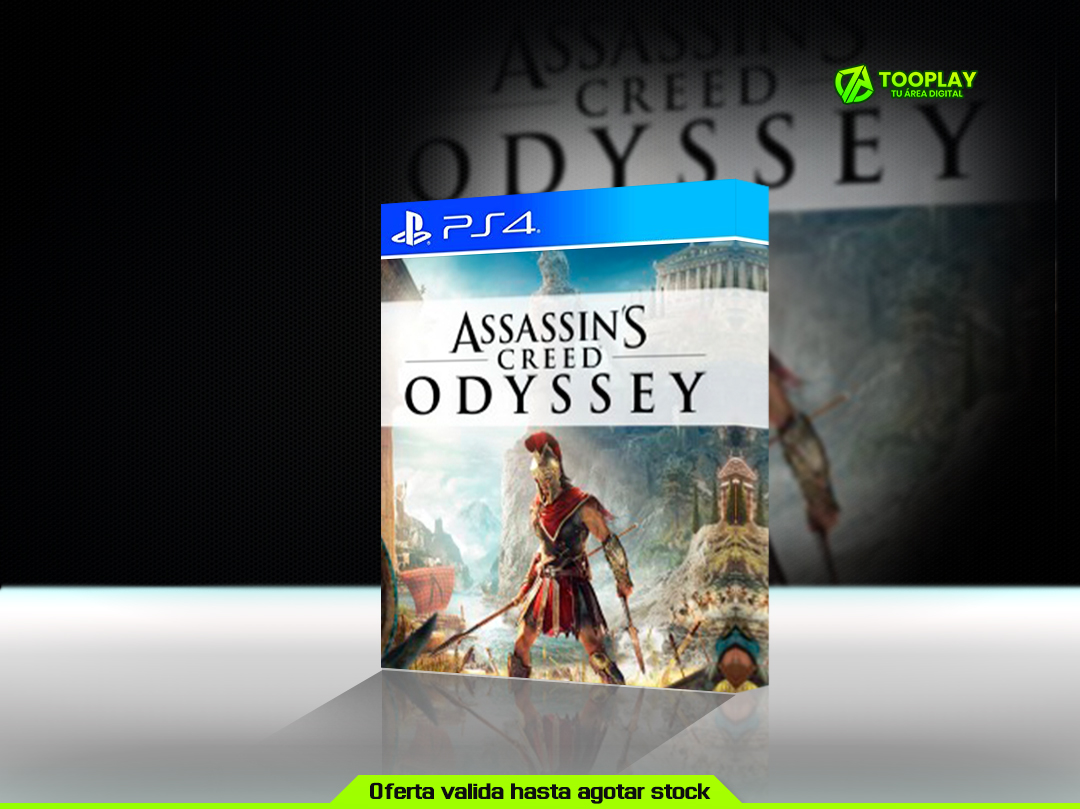 ASSASSIN'S
CREED
ODYSSEY
TOOPLAY
TU ÁREA DIGITAL
PS4
ASSASSIN'S
CREED
ODYSSEY
Oferta valida hasta agotar stock